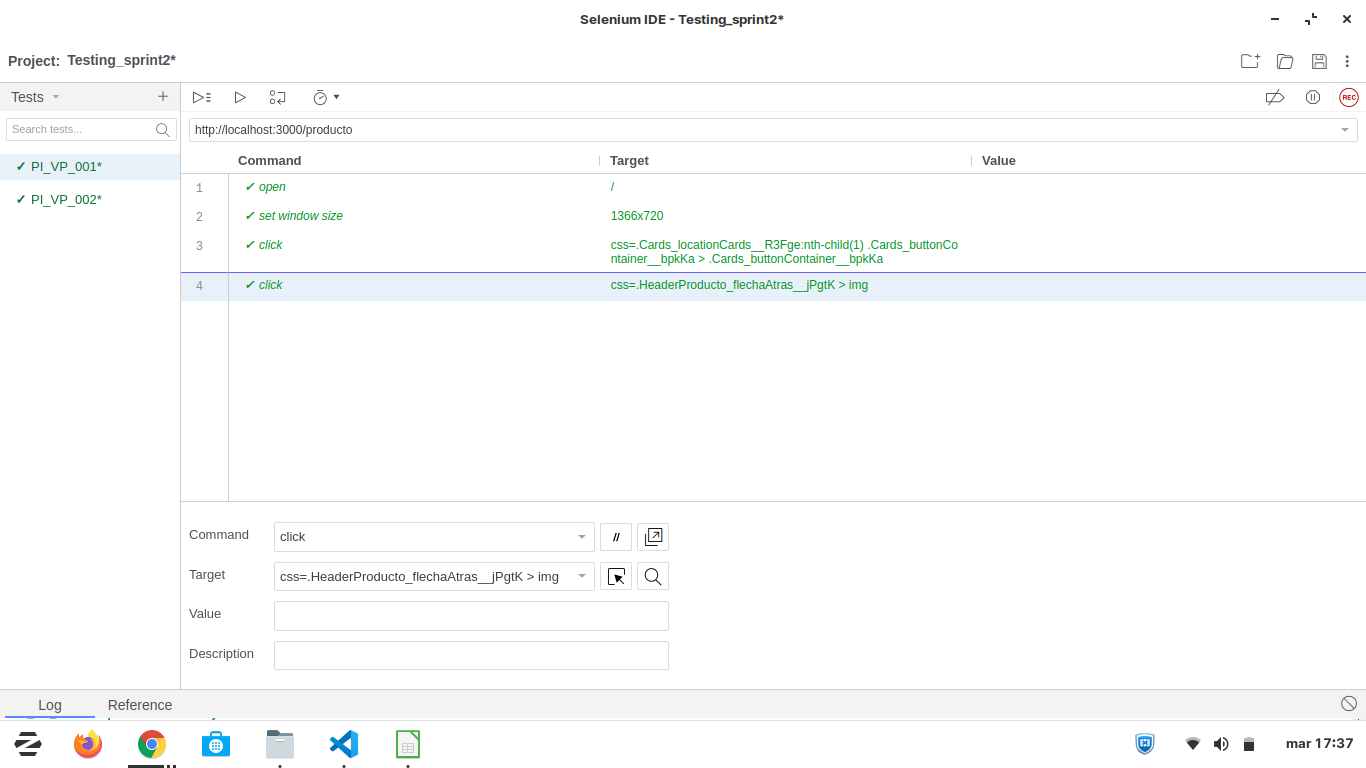 Selenium IDE - Testing_sprint2*
Project: Testing_sprint2*
Tests
Search tests...
✓ PI_VP_001*
✓ PI_VP_002*
REC
http://localhost:3000/producto
Command Target Value
1 ✓ open /
2 ✓ set window size 1366x720
3 ✓ click css=.Cards_locationCards__R3Fge:nth-child(1) .Cards_buttonCo
ntainer__bpkKa > .Cards_buttonContainer__bpkKa
4 ✓ click css=.HeaderProducto_flechaAtras__jPgtK > img
Command click //
Target css=.HeaderProducto_flechaAtras__jPgtK > img
Value
Description
Log Reference
mar 17:37